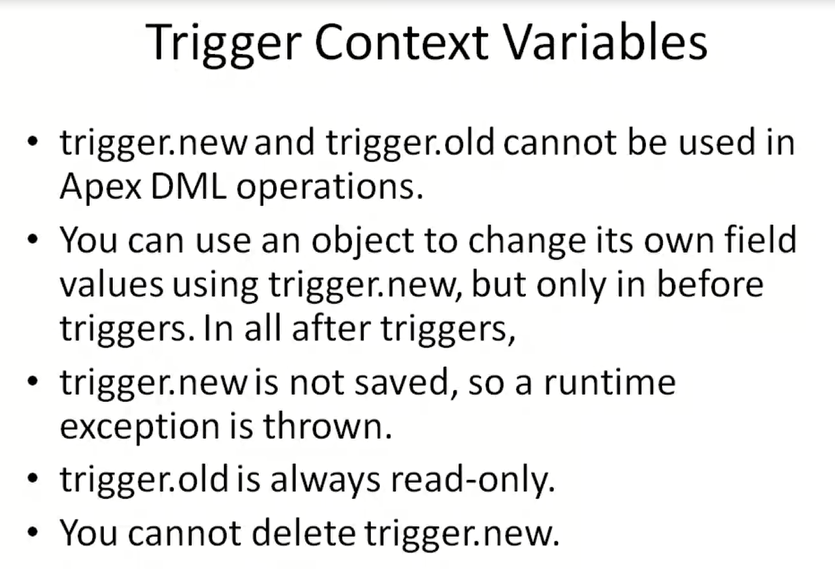 Trigger Context Variables
• trigger.new and trigger.old cannot be used in
Apex DML operations.
• You can use an object to change its own field
values using trigger.new, but only in before
triggers. In all after triggers,
• trigger.new is not saved, so a runtime
exception is thrown.
• trigger.old is always read-only.
• You cannot delete trigger.new.